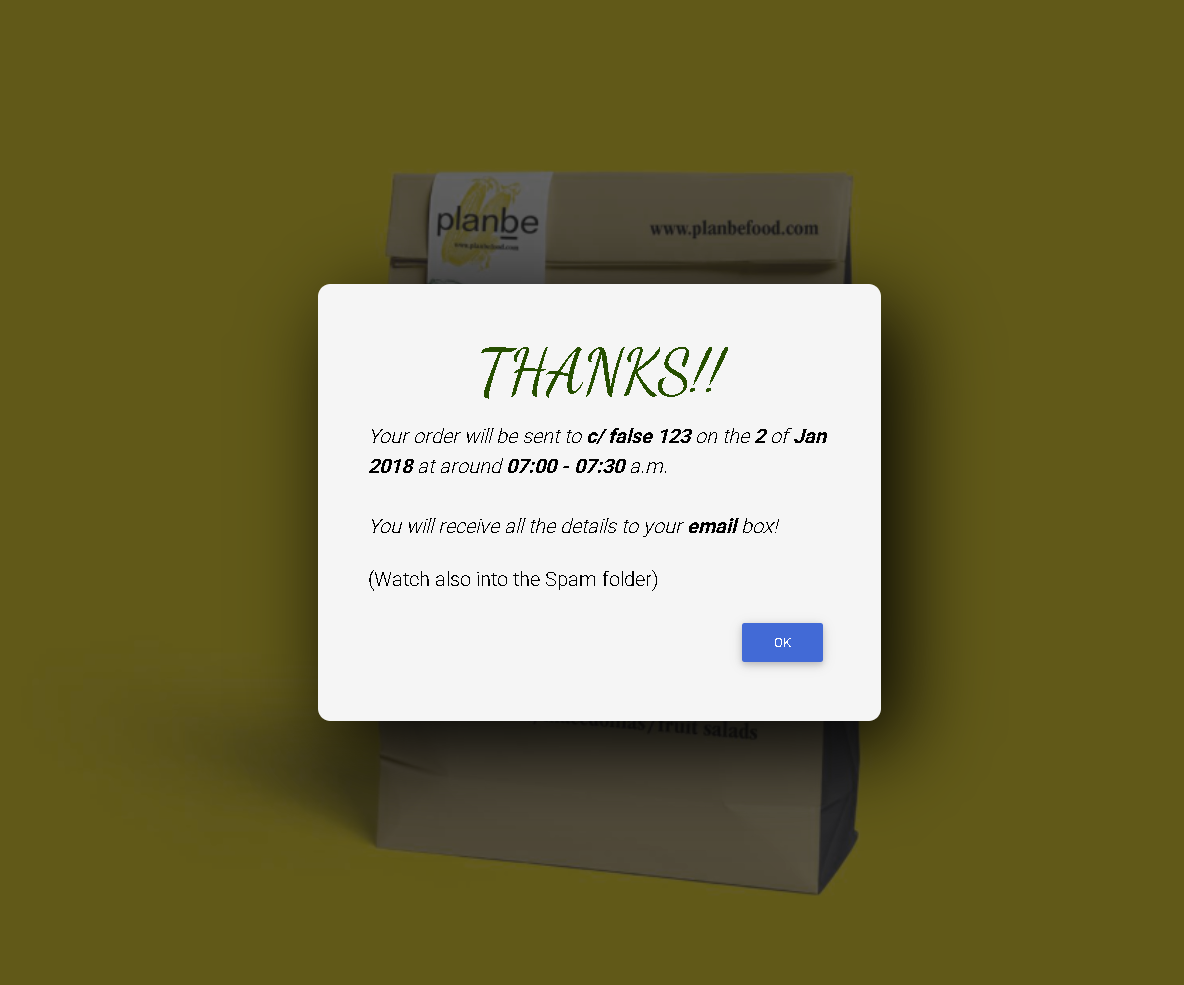 planbe
www.planbefood.com
www.planbefood.com
THANKS!!
Your order will be sent to c/ false 123 on the 2 of Jan
2018 at around 07:00 - 07:30 a.m.
You will receive all the details to your email box!
(Watch also into the Spam folder)
OK
/fruit salads